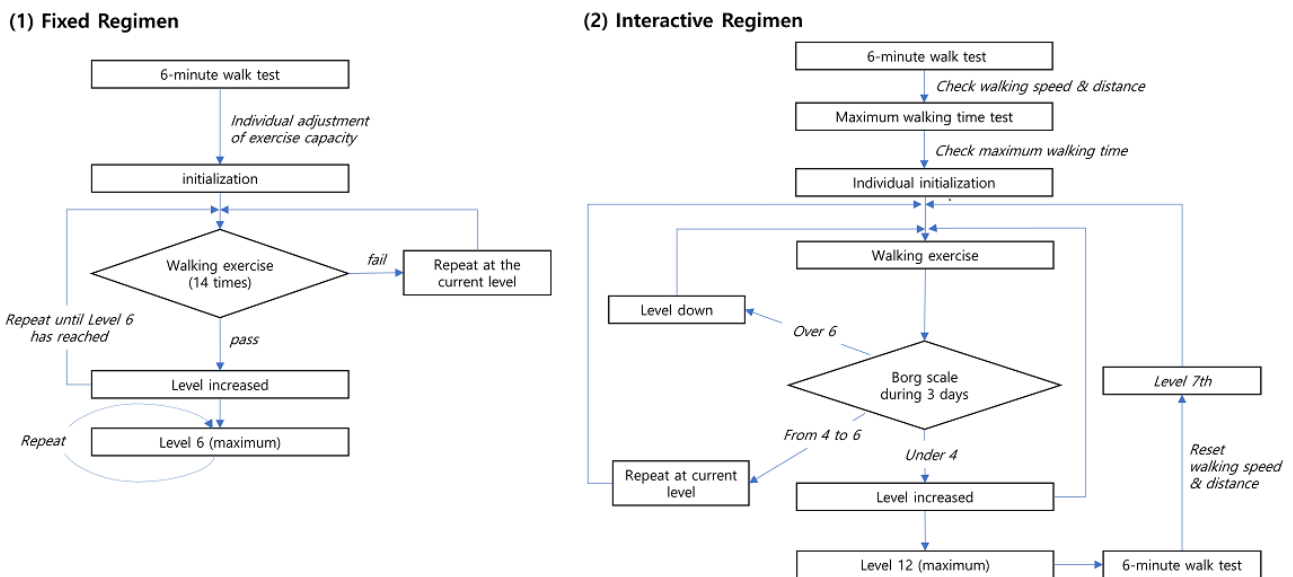 (1) Fixed Regimen
6-minute walk test
Individual adjustment
of exercise capacity
initialization
Walking exercise
(14 times)
fail
Repeat at the
current level
Repeat until Level 6
has reached
pass
Level increased
Repeat
Level 6 (maximum)
(2) Interactive Regimen
6-minute walk test
Check walking speed & distance
Maximum walking time test
Check maximum walking time
Individual initialization
Walking exercise
Level down
Over 6
Borg scale
during 3 days
Level 7th
From 4 to 6
Under 4
Repeat at current
level
Reset
walking speed
& distance
Level increased
Level 12 (maximum)
6-minute walk test